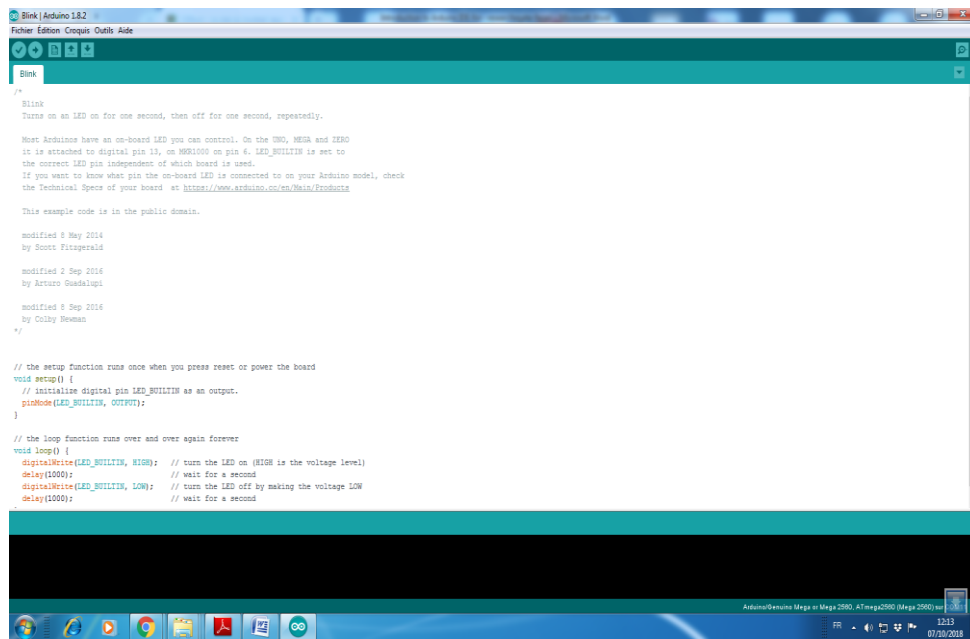 Blink | Arduino 1.8.2
Fichier Édition Croquis Outils Aide
Blink
/*
Blink
Turns on an LED on for one second, then off for one second, repeatedly.
Most Arduinos have an on-board LED you can control. On the UNO, MEGA and ZERO
it is attached to digital pin 13, on MKR1000 on pin 6. LED_BUILTIN is set to
the correct LED pin independent of which board is used.
If you want to know what pin the on-board LED is connected to on your Arduino model, check
the Technical Specs of your board at https://www.arduino.cc/en/Main/Products
This example code is in the public domain.
modified 8 May 2014
by Scott Fitzgerald
modified 2 Sep 2016
by Arturo Guadalupi
modified 8 Sep 2016
by Colby Newman
*/
// the setup function runs once when you press reset or power the board
void setup() {
// initialize digital pin LED_BUILTIN as an output.
pinMode(LED_BUILTIN, OUTPUT);
}
// the loop function runs over and over again forever
void loop() {
digitalWrite(LED_BUILTIN, HIGH); // turn the LED on (HIGH is the voltage level)
delay(1000); // wait for a second
digitalWrite(LED_BUILTIN, LOW); // turn the LED off by making the voltage LOW
delay(1000); // wait for a second
Arduino/Genuino Mega or Mega 2560, ATmega2560 (Mega 2560) sur
FR
12:13
07/10/2018